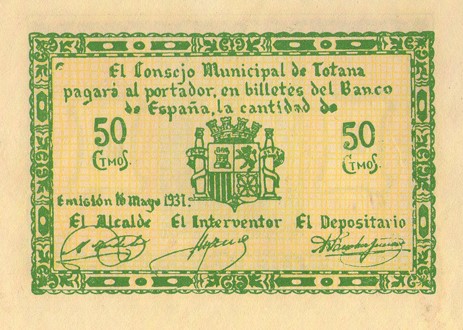 El Consejo Municipal de Totana
pagará al portador, en billetes del Banco
de España, la cantidad de
50
CTMOS.
50
CTMOS.
Emisión 16 Mayo 1937.
El Alcalde El Interventor El Depositario